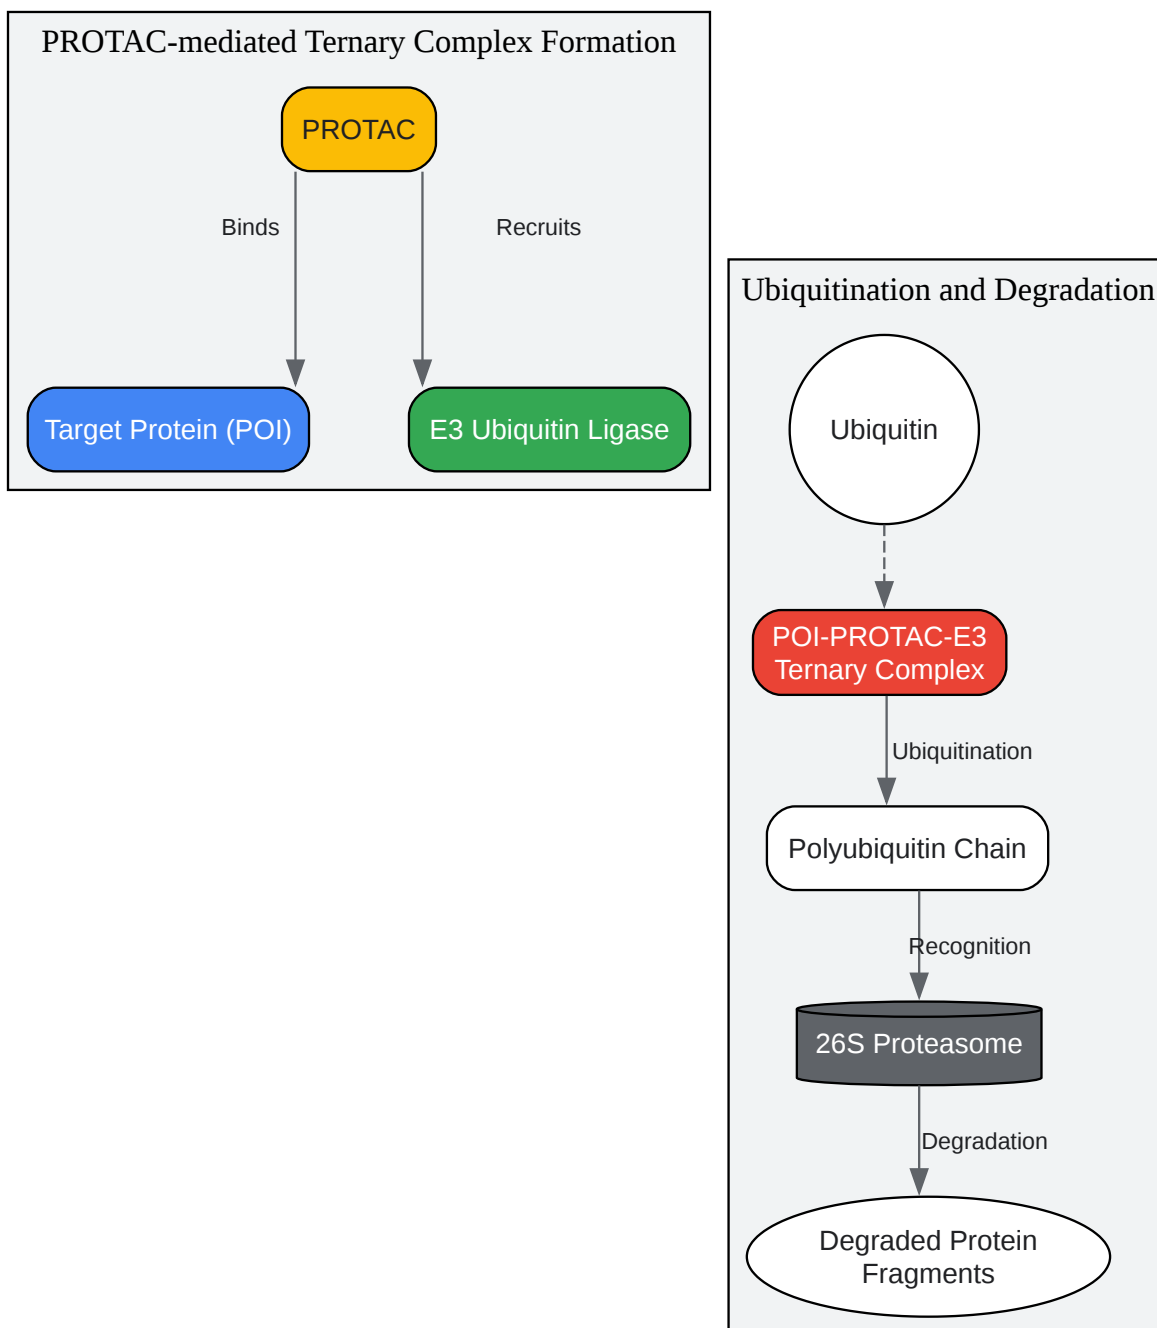 PROTAC-mediated Ternary Complex Formation
PROTAC
Binds
Recruits
Target Protein (POI)
E3 Ubiquitin Ligase
Ubiquitination and Degradation
Ubiquitin
POI-PROTAC-E3
Ternary Complex
Ubiquitination
Polyubiquitin Chain
Recognition
26S Proteasome
Degradation
Degraded Protein
Fragments